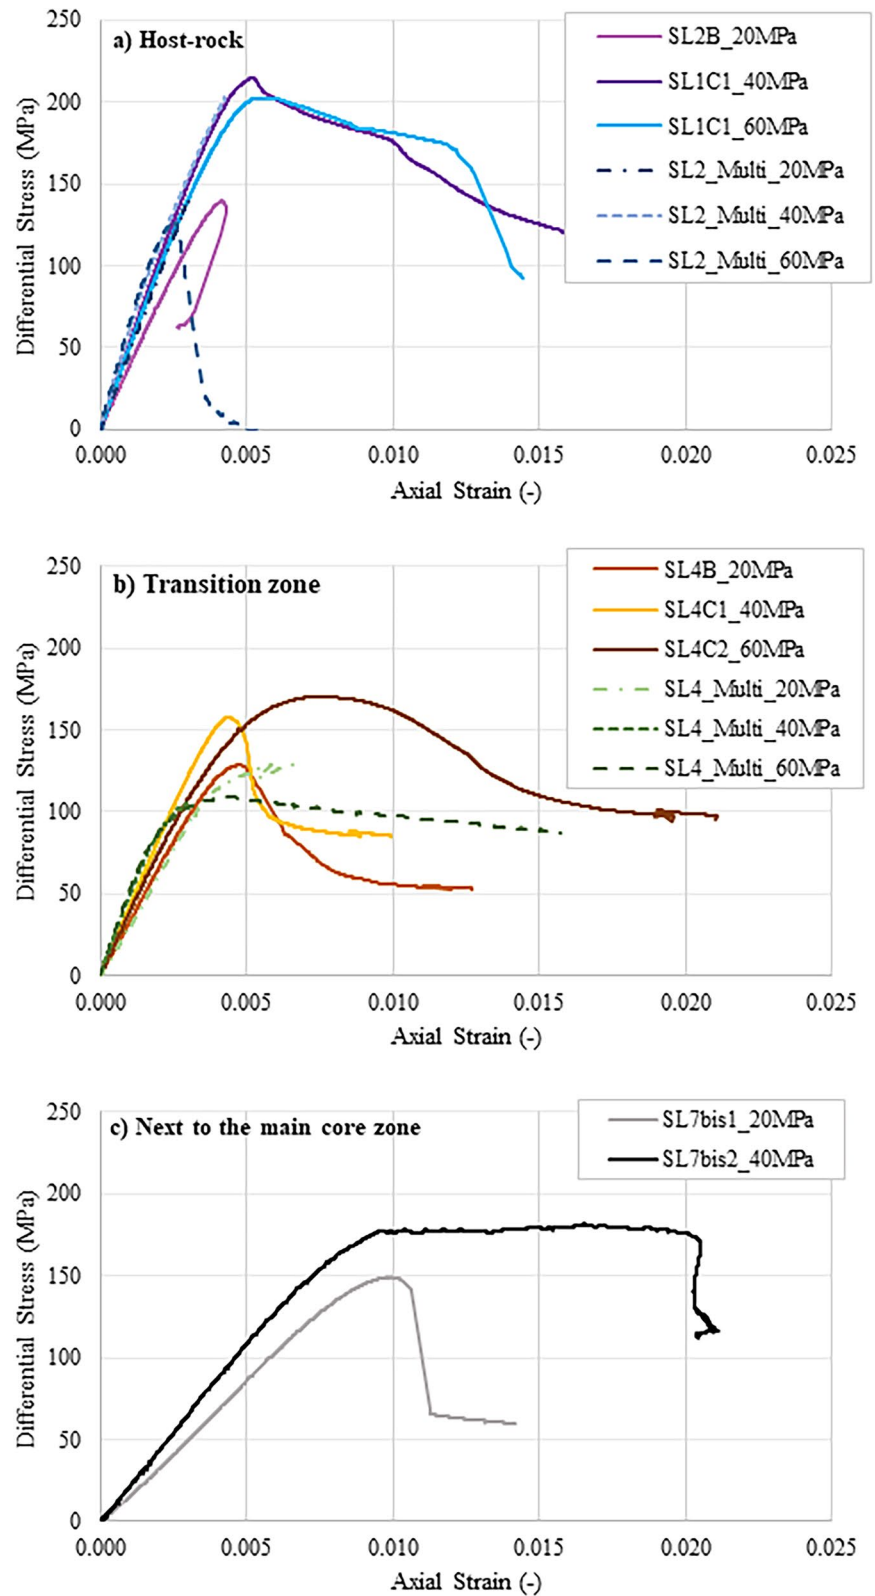 a) Host-rock
SL2B_20MPa
SL1C1_40MPa
SL1C1_60MPa
SL2_Multi_20MPa
SL2_Multi_40MPa
SL2_Multi_60MPa
Differential Stress (MPa)
250
200
150
100
50
0
0.000 0.005 0.010 0.015 0.020 0.025
Axial Strain (-)
b) Transition zone
SL4B_20MPa
SL4C1_40MPa
SL4C2_60MPa
SL4_Multi_20MPa
SL4_Multi_40MPa
SL4_Multi_60MPa
Differential Stress (MPa)
250
200
150
100
50
0
0.000 0.005 0.010 0.015 0.020 0.025
Axial Strain (-)
c) Next to the main core zone
SL7bis1_20MPa
SL7bis2_40MPa
Differential Stress (MPa)
250
200
150
100
50
0
0.000 0.005 0.010 0.015 0.020 0.025
Axial Strain (-)